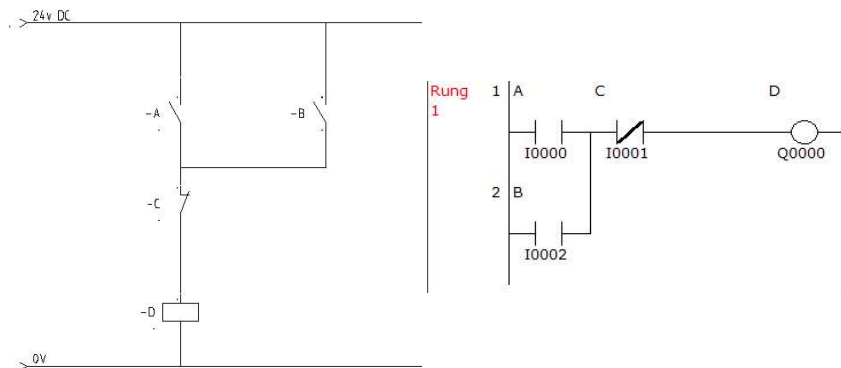 24v DC
-A
-B
-C
-D
0V
Rung
1
1 A C D
I0000 I0001 Q0000
2 B
I0002